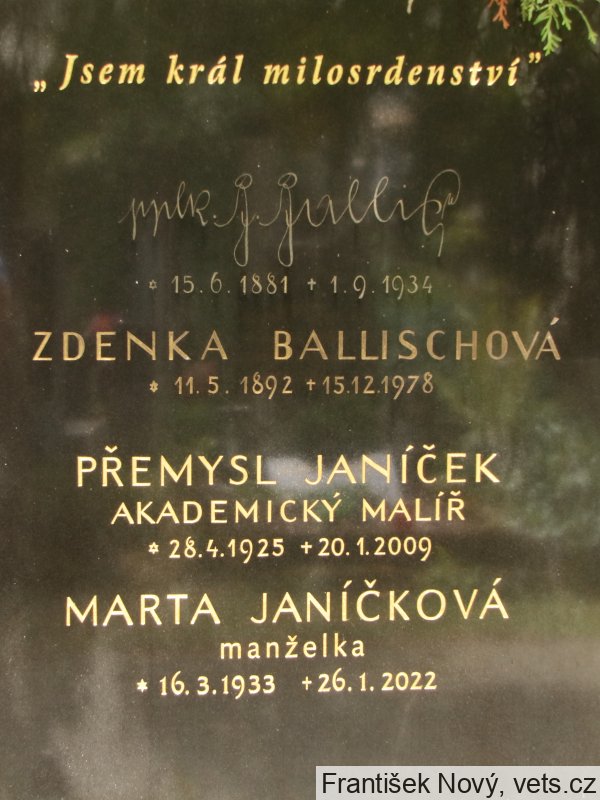 „Jsem král milosrdenství”
pplk. J. Ballis
* 15.6.1881 + 1.9.1934
ZDENKA BALLISCHOVÁ
* 11.5.1892 +15.12.1978
PŘEMYSL JANÍČEK
AKADEMICKÝ MALÍŘ
* 28.4.1925 +20.1.2009
MARTA JANÍČKOVÁ
manželka
* 16.3.1933 +26.1.2022
František Nový, vets.cz